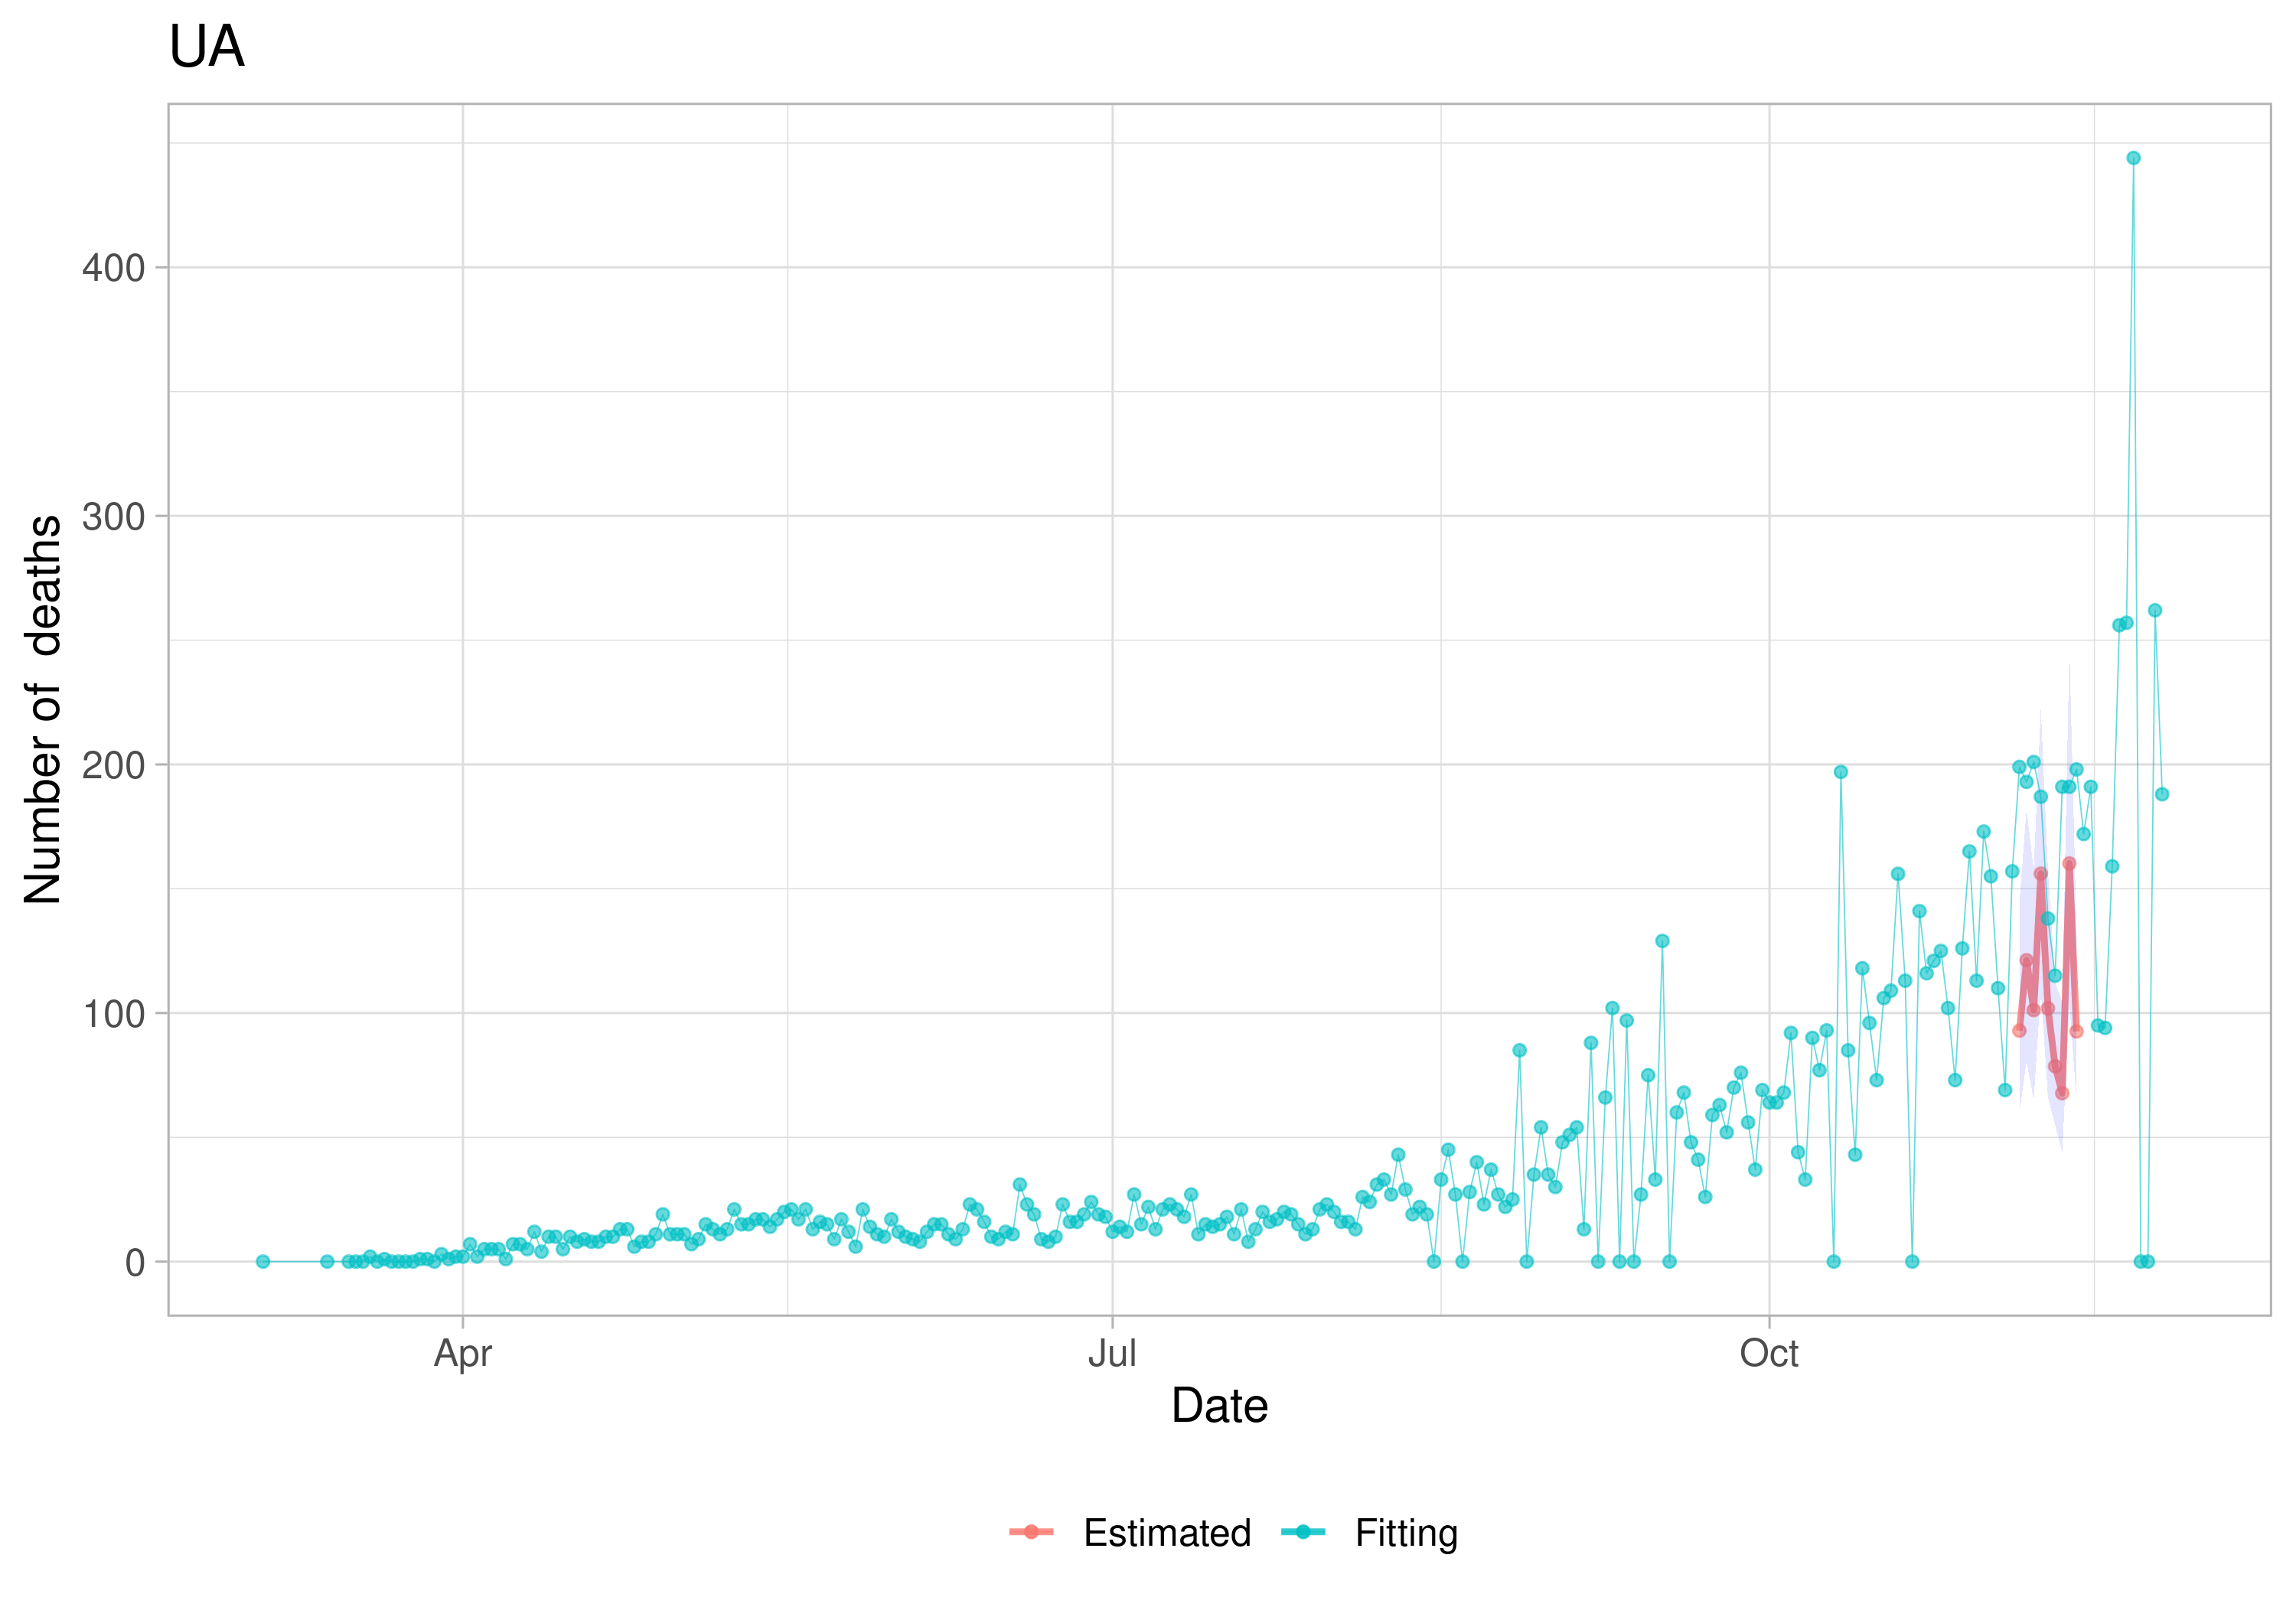 UA
Number of  deaths
400
300
200
100
0
Apr
Jul
Oct
Date
Estimated
Fitting